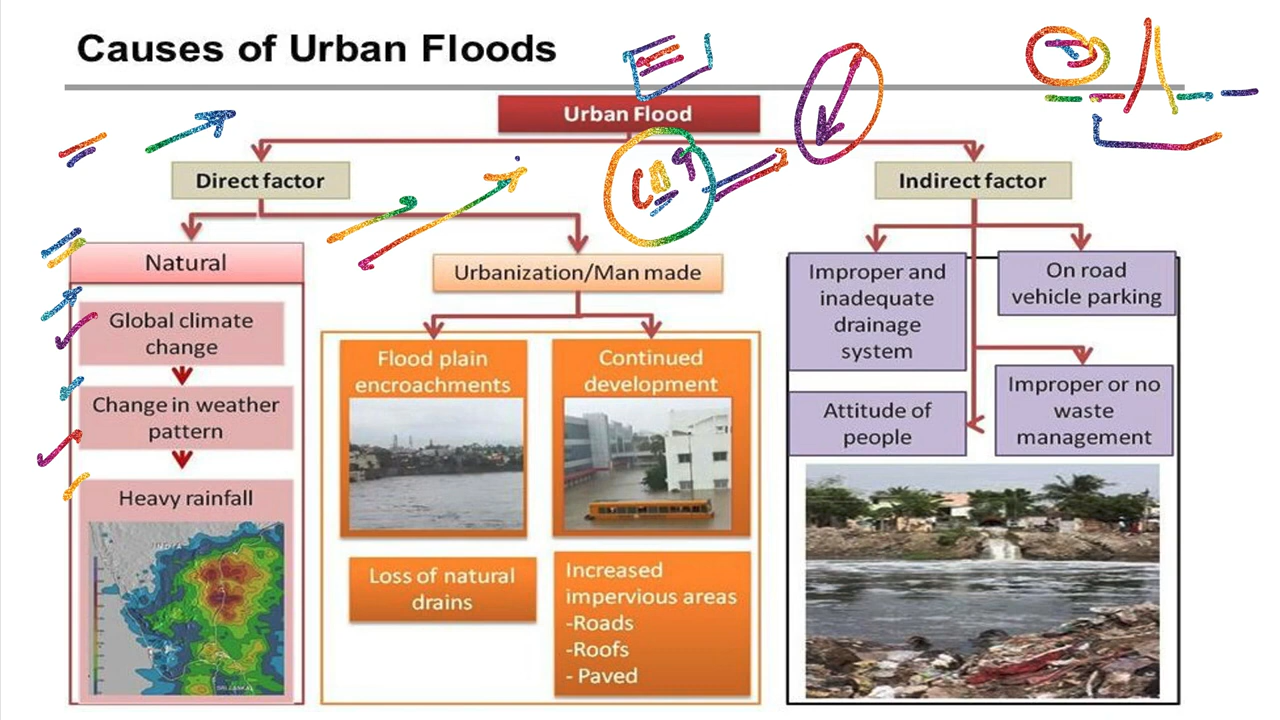 Causes of Urban Floods
Urban Flood
Direct factor
Indirect factor
Natural
Global climate
change
Change in weather
pattern
Heavy rainfall
SRI LANKA
Urbanization/Man made
Flood plain
encroachments
Loss of natural
drains
Continued
development
Increased
impervious areas
-Roads
-Roofs
- Paved
Improper and
inadequate
drainage
system
On road
vehicle parking
Attitude of
people
Improper or no
waste
management